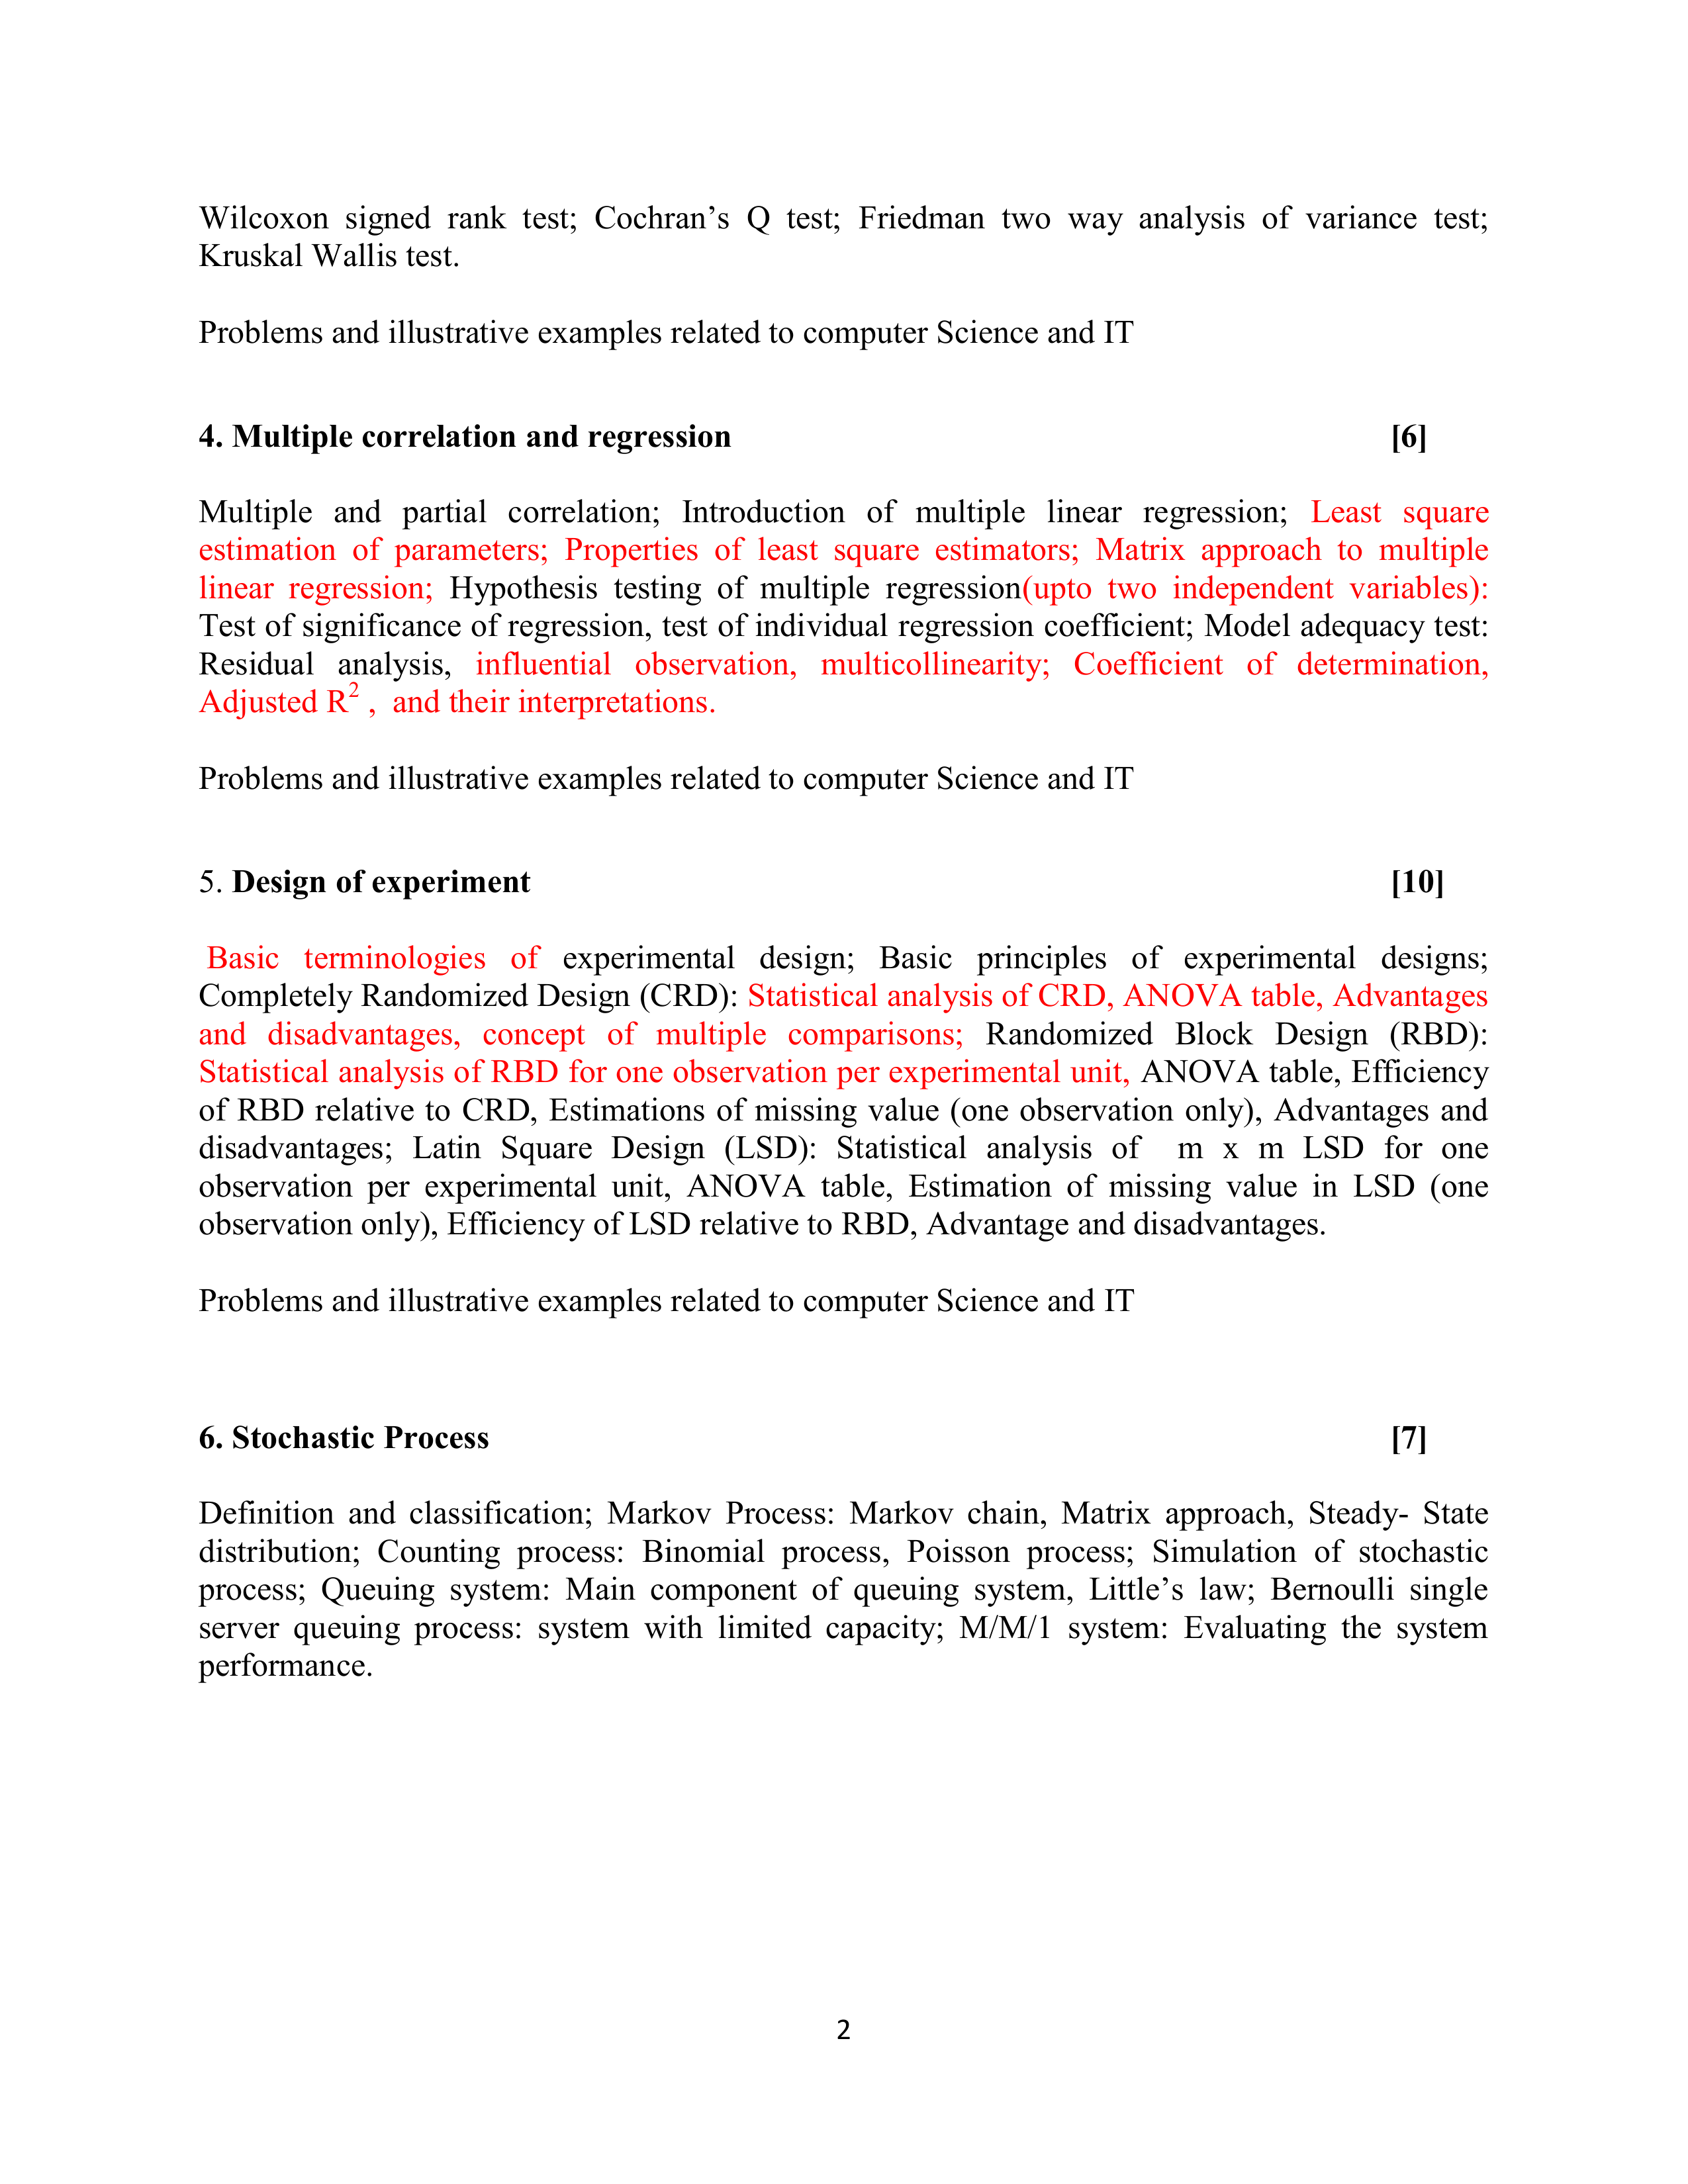 Wilcoxon signed rank test; Cochran’s Q test; Friedman two way analysis of variance test;
Kruskal Wallis test.
Problems and illustrative examples related to computer Science and IT
4. Multiple correlation and regression [6]
Multiple and partial correlation; Introduction of multiple linear regression; Least square
estimation of parameters; Properties of least square estimators; Matrix approach to multiple
linear regression; Hypothesis testing of multiple regression(upto two independent variables):
Test of significance of regression, test of individual regression coefficient; Model adequacy test:
Residual analysis, influential observation, multicollinearity; Coefficient of determination,
Adjusted R² , and their interpretations.
Problems and illustrative examples related to computer Science and IT
5. Design of experiment [10]
Basic terminologies of experimental design; Basic principles of experimental designs;
Completely Randomized Design (CRD): Statistical analysis of CRD, ANOVA table, Advantages
and disadvantages, concept of multiple comparisons; Randomized Block Design (RBD):
Statistical analysis of RBD for one observation per experimental unit, ANOVA table, Efficiency
of RBD relative to CRD, Estimations of missing value (one observation only), Advantages and
disadvantages; Latin Square Design (LSD): Statistical analysis of m x m LSD for one
observation per experimental unit, ANOVA table, Estimation of missing value in LSD (one
observation only), Efficiency of LSD relative to RBD, Advantage and disadvantages.
Problems and illustrative examples related to computer Science and IT
6. Stochastic Process [7]
Definition and classification; Markov Process: Markov chain, Matrix approach, Steady- State
distribution; Counting process: Binomial process, Poisson process; Simulation of stochastic
process; Queuing system: Main component of queuing system, Little’s law; Bernoulli single
server queuing process: system with limited capacity; M/M/1 system: Evaluating the system
performance.
2